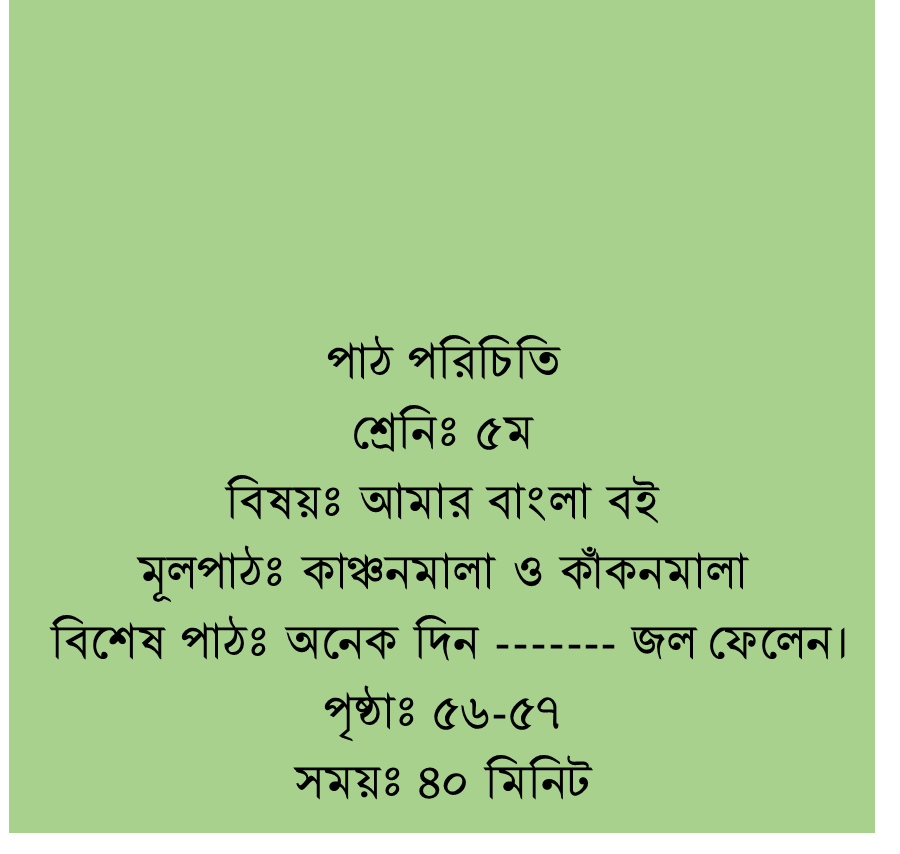 পাঠ পরিচিতি
শ্রেনিঃ ৫ম
বিষয়ঃ আমার বাংলা বই
মূলপাঠঃ কাঞ্চনমালা ও কাঁকনমালা
বিশেষ পাঠঃ অনেক দিন ------- জল ফেলেন।
পৃষ্ঠাঃ ৫৬-৫৭
সময়ঃ ৪০ মিনিট